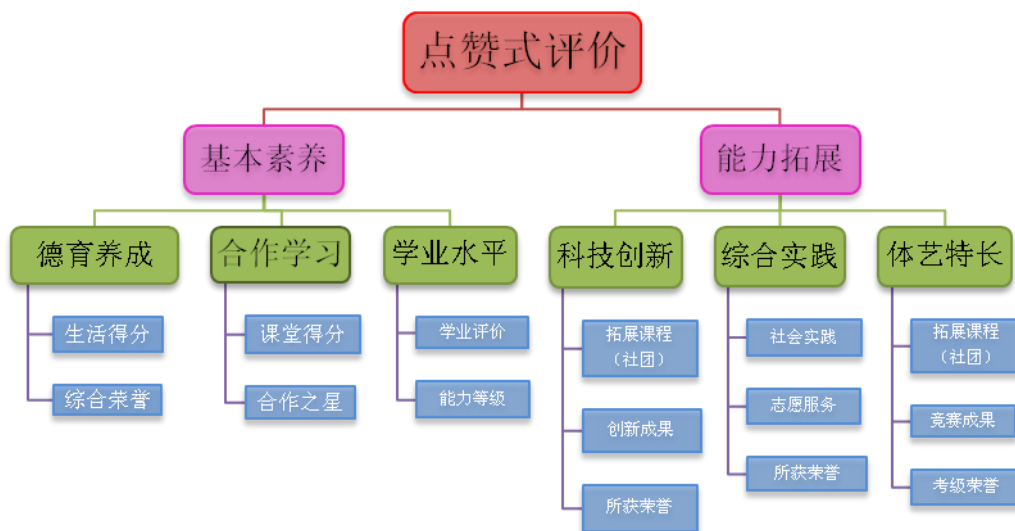 点赞式评价
基本素养
能力拓展
德育养成
合作学习
学业水平
科技创新
综合实践
体艺特长
生活得分
综合荣誉
课堂得分
合作之星
学业评价
能力等级
拓展课程
（社团）
创新成果
所获荣誉
社会实践
志愿服务
所获荣誉
拓展课程
（社团）
竞赛成果
考级荣誉